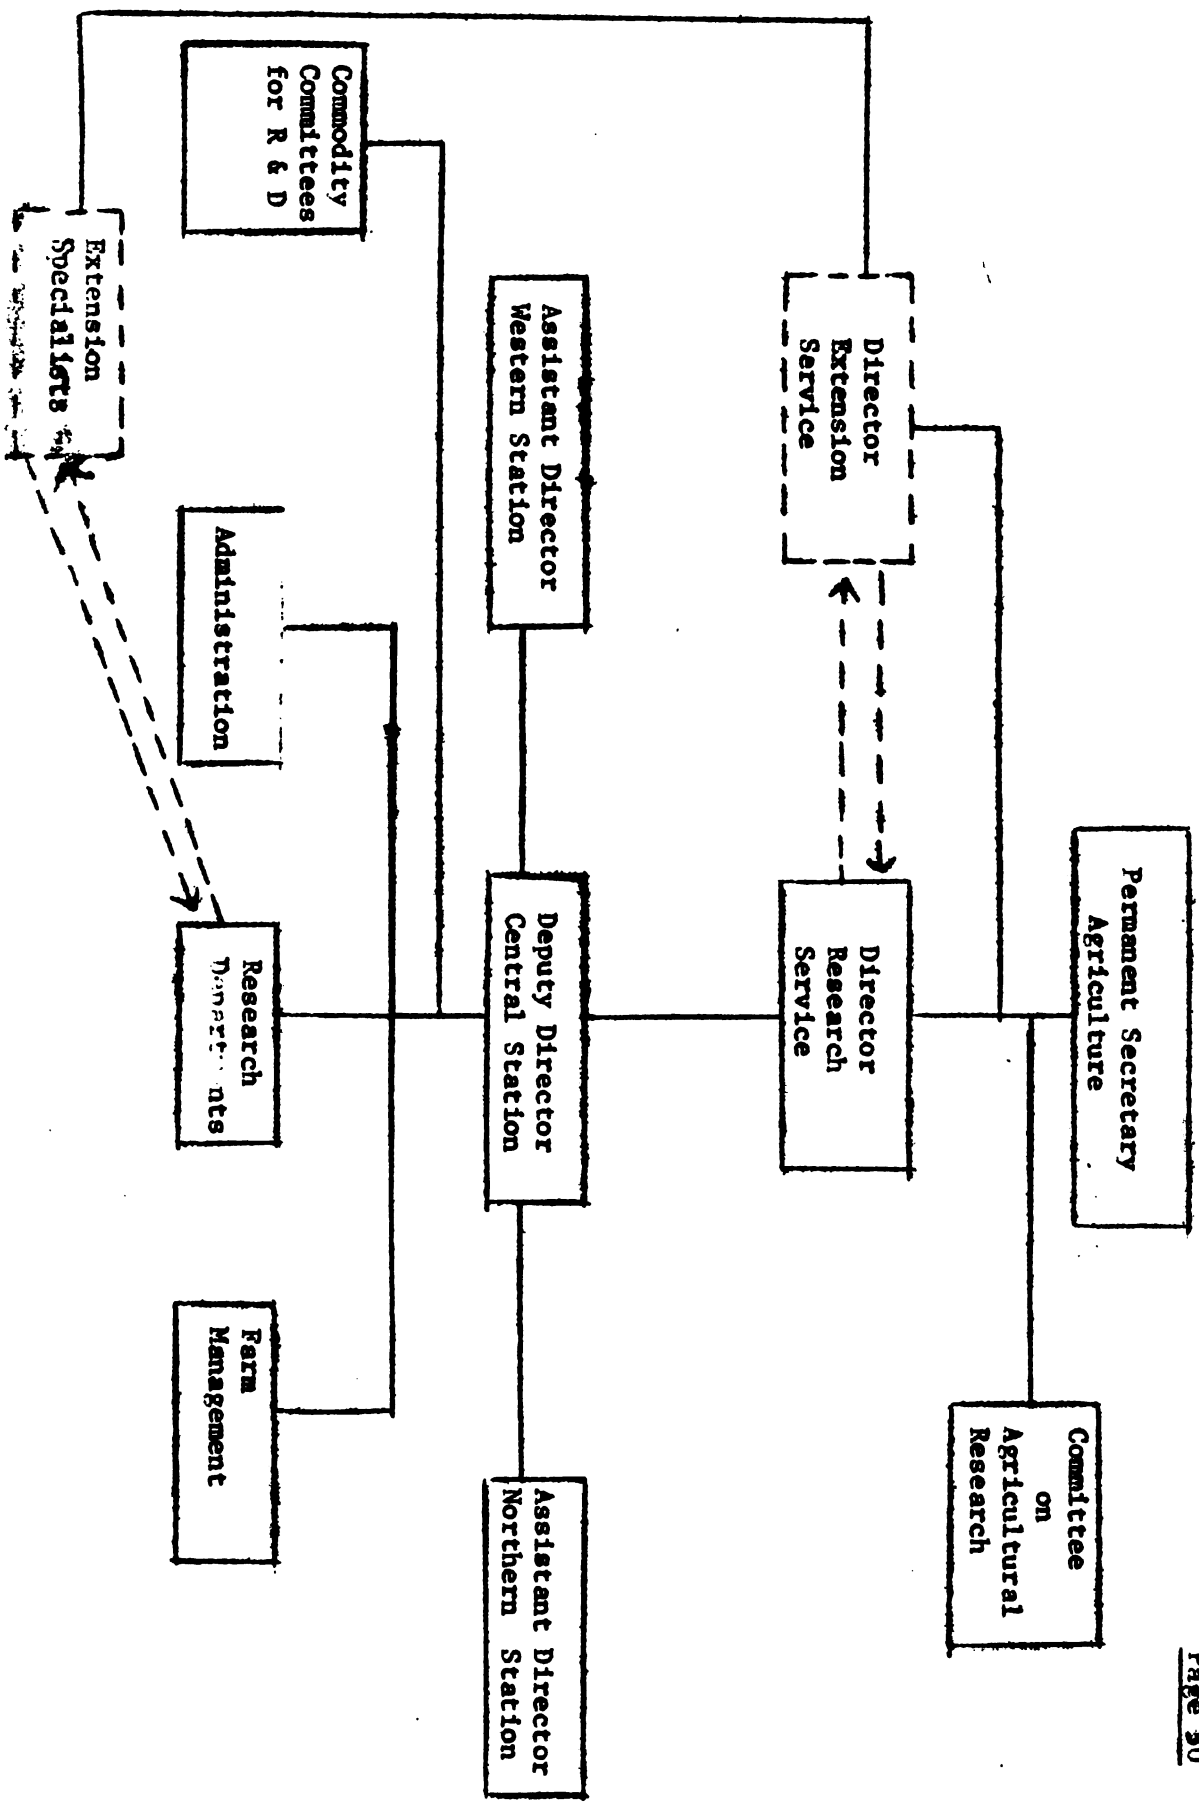 Page 30
Permanent Secretary
Agriculture
Committee
on
Agricultural
Research
Director
Extension
Service
Director
Research
Service
Assistant Director
Western Station
Deputy Director
Central Station
Assistant Director
Northern Station
Commodity
Committees
for R & D
Administration
Research
Farm
Management
Extension
Specialists